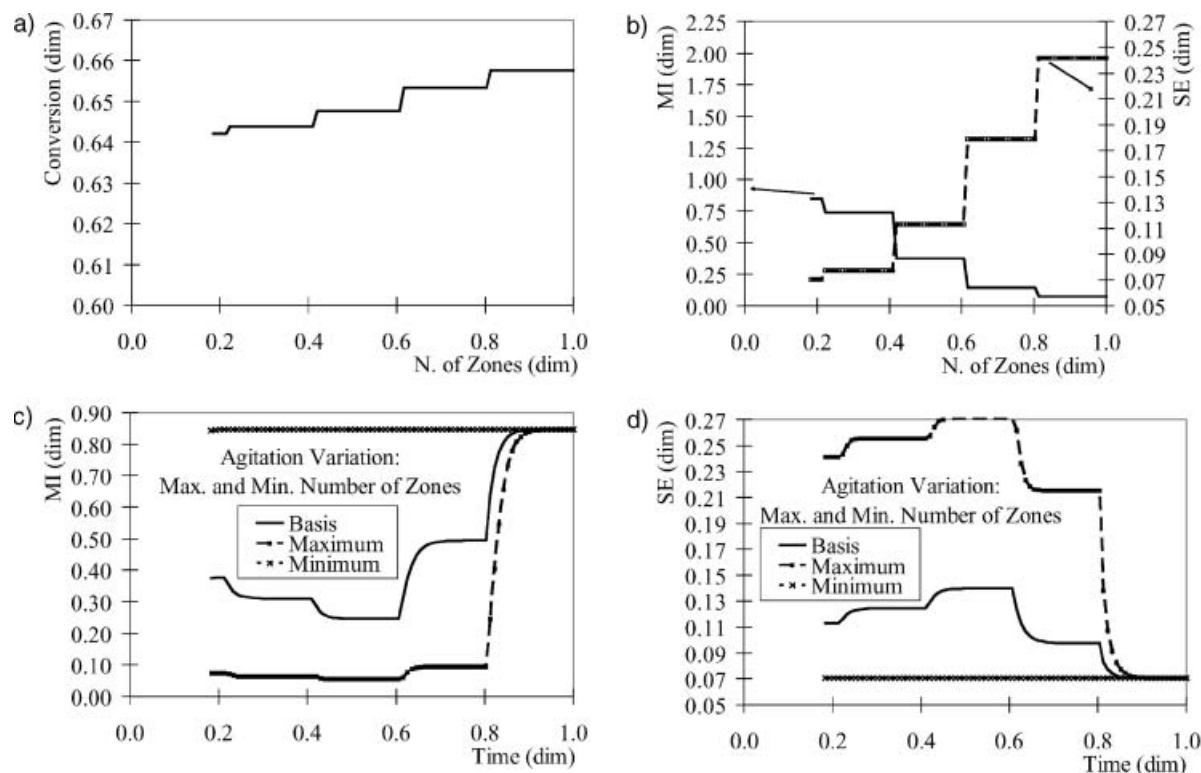 a)
Conversion (dim)
0.67
0.66
0.65
0.64
0.63
0.62
0.61
0.60
0.0 0.2 0.4 0.6 0.8 1.0
N. of Zones (dim)
b)
MI (dim)
2.25
2.00
1.75
1.50
1.25
1.00
0.75
0.50
0.25
0.00
0.27
0.25
0.23
0.21
0.19
0.17
0.15
0.13
0.11
0.09
0.07
0.05
SE (dim)
0.0 0.2 0.4 0.6 0.8 1.0
N. of Zones (dim)
c)
MI (dim)
0.90
0.80
0.70
0.60
0.50
0.40
0.30
0.20
0.10
0.00
Agitation Variation:
Max. and Min. Number of Zones
Basis
Maximum
Minimum
0.0 0.2 0.4 0.6 0.8 1.0
Time (dim)
d)
SE (dim)
0.27
0.25
0.23
0.21
0.19
0.17
0.15
0.13
0.11
0.09
0.07
0.05
Agitation Variation:
Max. and Min. Number of Zones
Basis
Maximum
Minimum
0.0 0.2 0.4 0.6 0.8 1.0
Time (dim)